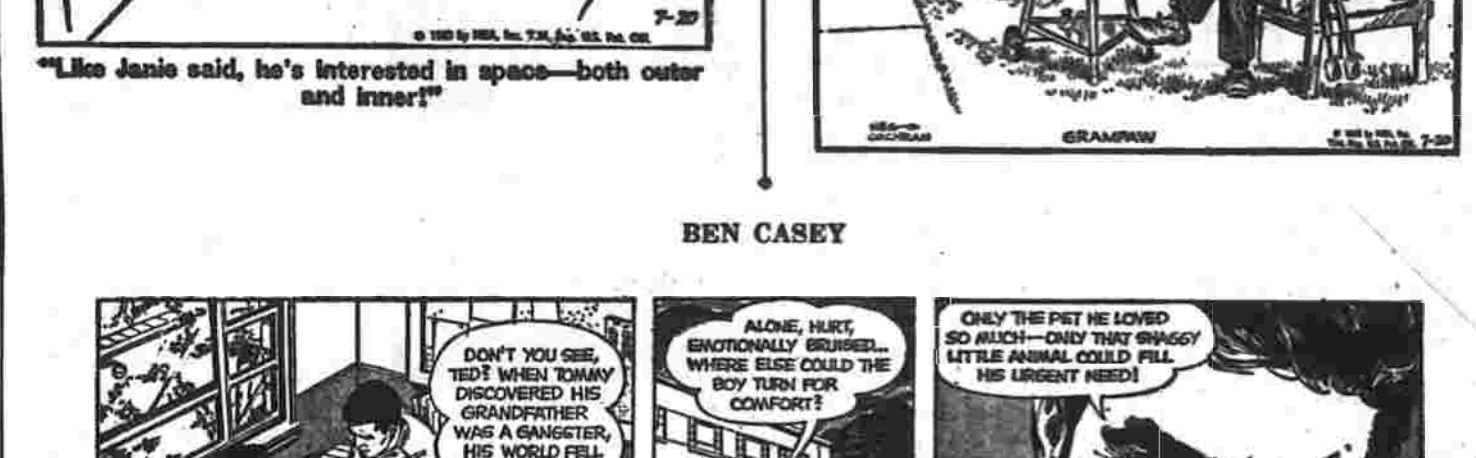 7-20
"Like Janie said, he's interested in space—both outer
and inner!"
COCHRAN
GRAMPAW
7-20
BEN CASEY
DON'T YOU SEE,
TED? WHEN TOMMY
DISCOVERED HIS
GRANDFATHER
WAS A GANGSTER,
HIS WORLD FELL
ALONE, HURT,
EMOTIONALLY BRUISED...
WHERE ELSE COULD THE
BOY TURN FOR
COMFORT?
ONLY THE PET HE LOVED
SO MUCH—ONLY THAT SHAGGY
LITTLE ANIMAL COULD FILL
HIS URGENT NEED!